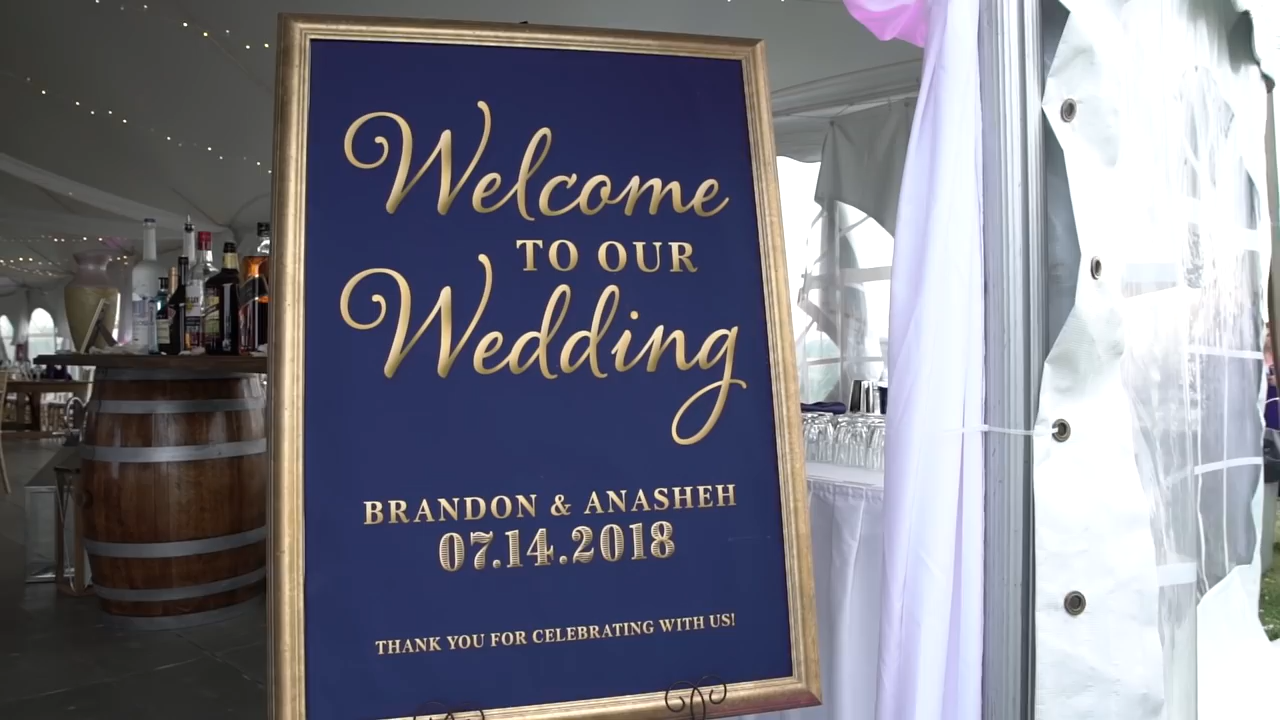 Welcome
TO OUR
Wedding
BRANDON & ANASHEH
07.14.2018
THANK YOU FOR CELEBRATING WITH US!